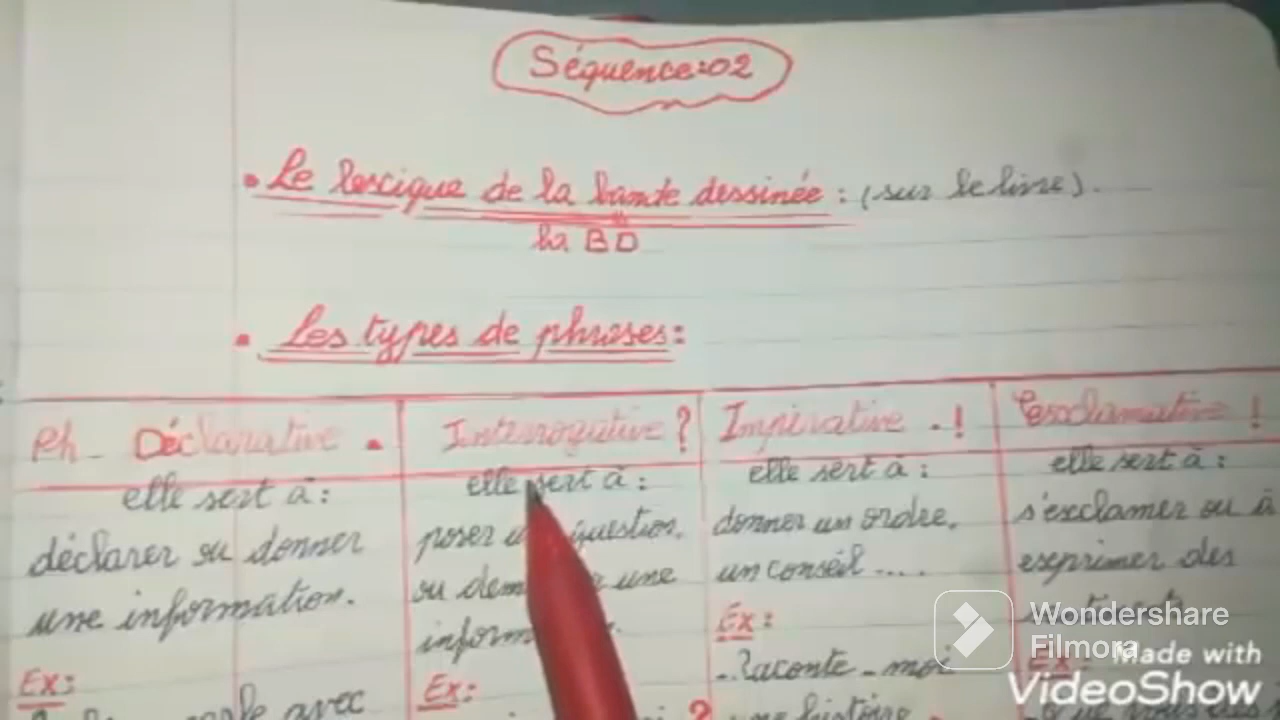 Séquence:02
• Le lexique de la bande dessinée : (sur le livre).
la BD
• Les types de phrases:
Ph - Déclarative .
elle sert à:
déclarer ou donner
une information.
Ex:
avec
Interrogative ?
elle sert à :
poser question.
ou une
Ex:
?
Impérative . !
elle sert à :
donner un ordre.
un conseil ....
Ex:
- Raconte-moi
une histoire
Exclamative !
elle sert à :
s'exclamer ou à
exprimer des
Ex:
Wondershare
Filmora
Made with
VideoShow